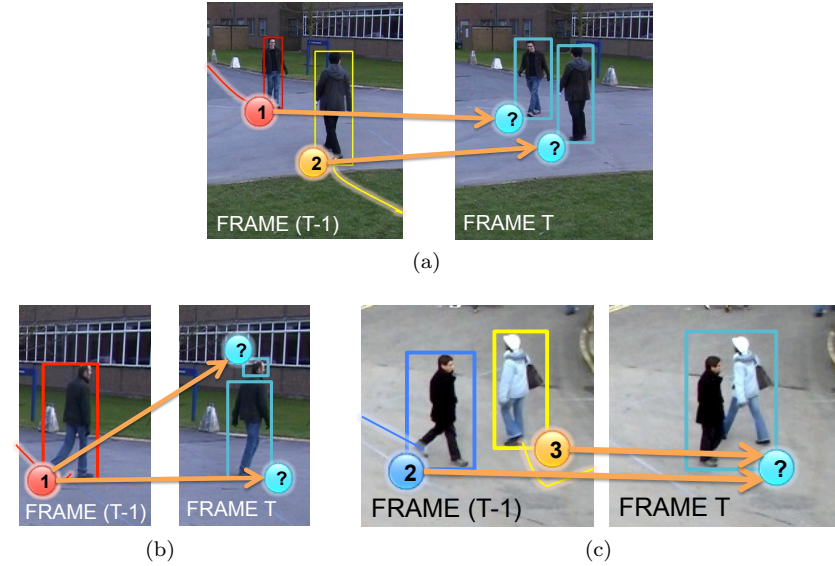 1
2
?
?
FRAME (T-1)
FRAME T
(a)
?
1
?
FRAME (T-1)
FRAME T
(b)
2
3
?
FRAME (T-1)
FRAME T
(c)